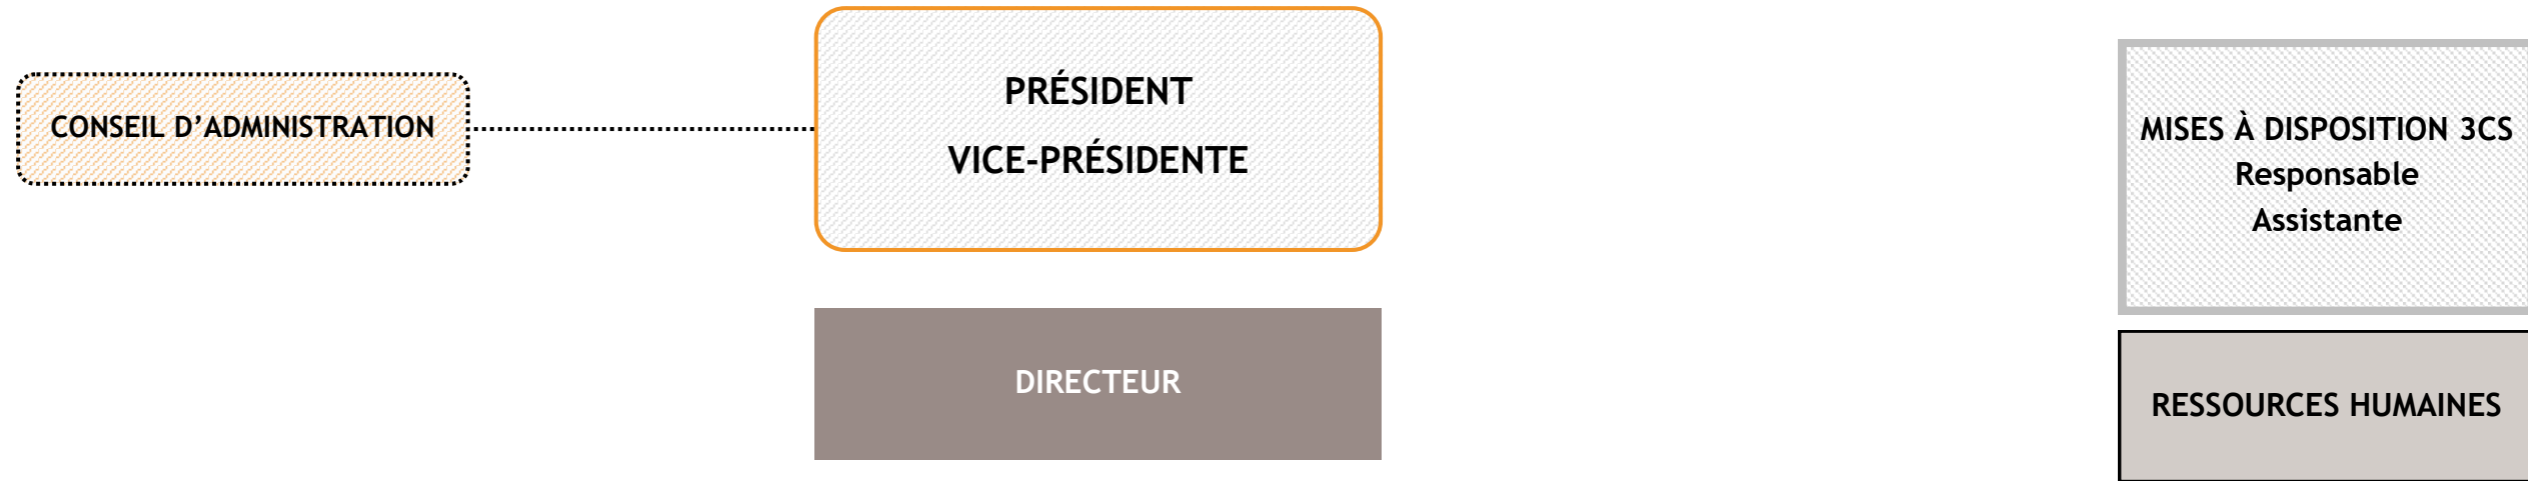 CONSEIL D’ADMINISTRATION
PRÉSIDENT
VICE-PRÉSIDENTE
DIRECTEUR
MISES À DISPOSITION 3CS
Responsable
Assistante
RESSOURCES HUMAINES